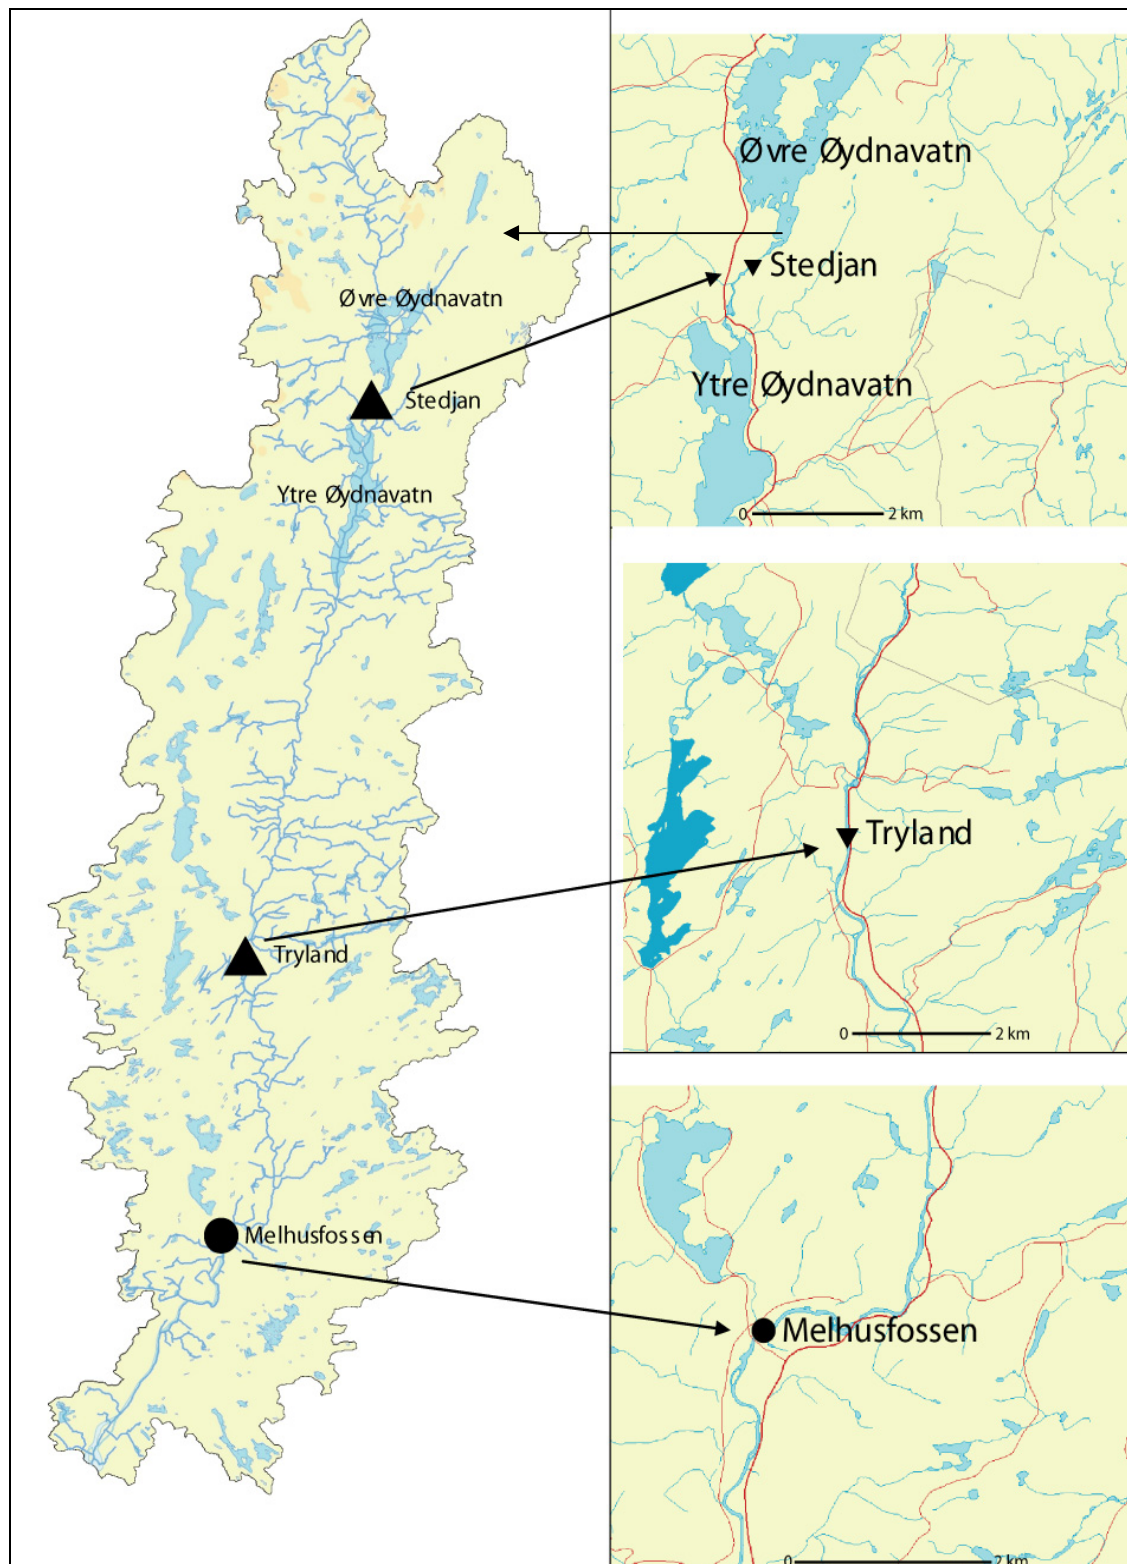 Øvre Øydnavatn
Stedjan
Ytre Øydnavatn
Tryland
Melhusfossen
Øvre Øydnavatn
Stedjan
Ytre Øydnavatn
0 2 km
Tryland
0 2 km
Melhusfossen
0 2 km